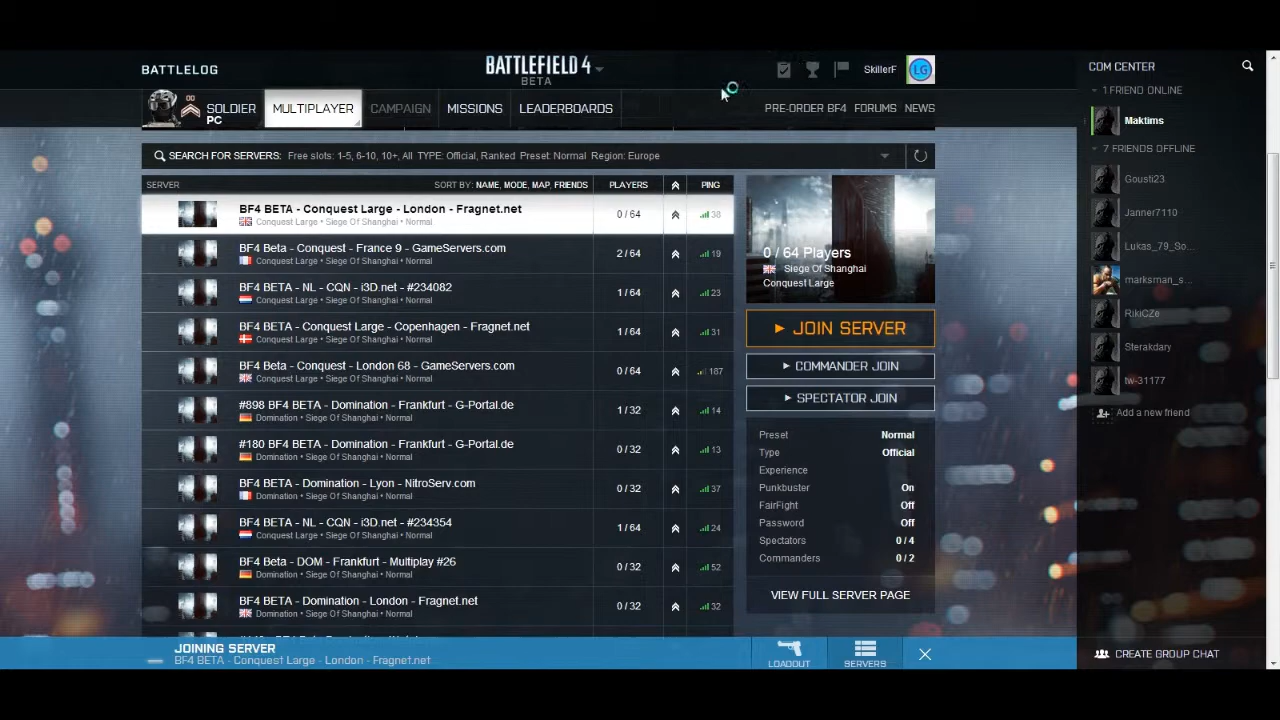 BATTLELOG
BATTLEFIELD 4
BETA
SkillerF
LG
00
SOLDIER
PC
MULTIPLAYER
CAMPAIGN
MISSIONS
LEADERBOARDS
PRE-ORDER BF4
FORUMS
NEWS
SEARCH FOR SERVERS: Free slots: 1-5, 6-10, 10+, All TYPE: Official, Ranked Preset: Normal Region: Europe
SERVER SORT BY: NAME, MODE, MAP, FRIENDS PLAYERS PING
BF4 BETA - Conquest Large - London - Fragnet.net 0 / 64 38
Conquest Large • Siege Of Shanghai • Normal
BF4 Beta - Conquest - France 9 - GameServers.com 2 / 64 19
Conquest Large • Siege Of Shanghai • Normal
BF4 BETA - NL - CQN - i3D.net - #234082 1 / 64 23
Conquest Large • Siege Of Shanghai • Normal
BF4 BETA - Conquest Large - Copenhagen - Fragnet.net 1 / 64 31
Conquest Large • Siege Of Shanghai • Normal
BF4 Beta - Conquest - London 68 - GameServers.com 0 / 64 187
Conquest Large • Siege Of Shanghai • Normal
#898 BF4 BETA - Domination - Frankfurt - G-Portal.de 1 / 32 14
Domination • Siege Of Shanghai • Normal
#180 BF4 BETA - Domination - Frankfurt - G-Portal.de 0 / 32 13
Domination • Siege Of Shanghai • Normal
BF4 BETA - Domination - Lyon - NitroServ.com 0 / 32 37
Domination • Siege Of Shanghai • Normal
BF4 BETA - NL - CQN - i3D.net - #234354 1 / 64 24
Conquest Large • Siege Of Shanghai • Normal
BF4 Beta - DOM - Frankfurt - Multiplay #26 0 / 32 52
Domination • Siege Of Shanghai • Normal
BF4 BETA - Domination - London - Fragnet.net 0 / 32 32
Domination • Siege Of Shanghai • Normal
0 / 64 Players
Siege Of Shanghai
Conquest Large
JOIN SERVER
COMMANDER JOIN
SPECTATOR JOIN
Preset Normal
Type Official
Experience
Punkbuster On
FairFight Off
Password Off
Spectators 0 / 4
Commanders 0 / 2
VIEW FULL SERVER PAGE
JOINING SERVER
BF4 BETA - Conquest Large - London - Fragnet.net
LOADOUT
SERVERS
COM CENTER
1 FRIEND ONLINE
Maktims
7 FRIENDS OFFLINE
Gousti23
Janner7110
Lukas_79_So...
marksman_s...
RikiCZe
Sterakdary
tw-31177
Add a new friend
CREATE GROUP CHAT